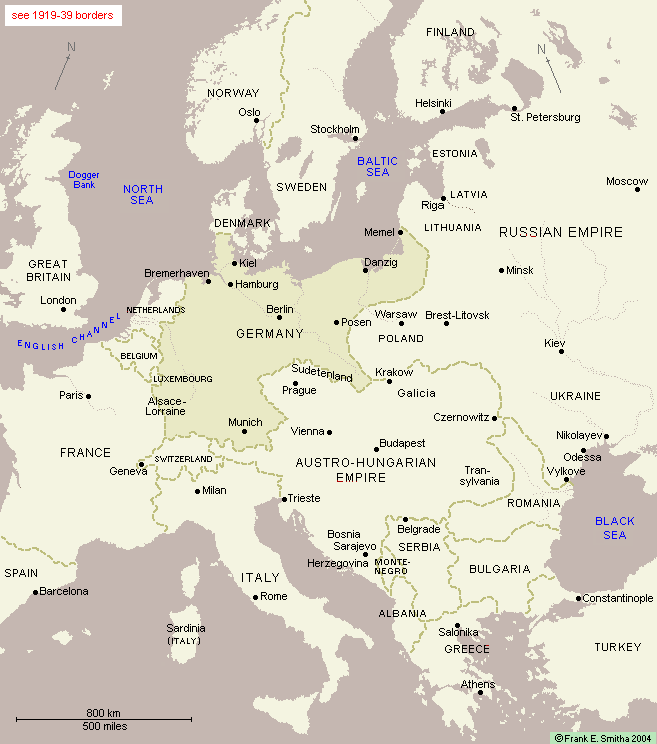 see 1919-39 borders
N
N
FINLAND
NORWAY
Oslo
Helsinki
St. Petersburg
Stockholm
BALTIC
SEA
ESTONIA
Dogger
Bank
NORTH
SEA
SWEDEN
Moscow
LATVIA
Riga
DENMARK
LITHUANIA
Memel
RUSSIAN EMPIRE
GREAT
BRITAIN
Kiel
Danzig
Bremerhaven
Hamburg
Minsk
London
NETHERLANDS
Berlin
Posen
Warsaw
Brest-Litovsk
ENGLISH CHANNEL
GERMANY
POLAND
Kiev
BELGIUM
LUXEMBOURG
Sudetenland
Prague
Krakow
Galicia
Paris
Alsace-
Lorraine
UKRAINE
Munich
Vienna
Czernowitz
Nikolayev
Odessa
Budapest
FRANCE
SWITZERLAND
Geneva
AUSTRO-HUNGARIAN
EMPIRE
Tran-
sylvania
Vylkove
Milan
Trieste
ROMANIA
BLACK
SEA
Belgrade
Bosnia
Sarajevo
Herzegovina
SERBIA
MONTE-
NEGRO
BULGARIA
SPAIN
Barcelona
ITALY
Rome
Constantinople
ALBANIA
Sardinia
(ITALY)
Salonika
GREECE
TURKEY
Athens
800 km
500 miles
©Frank E. Smitha 2004